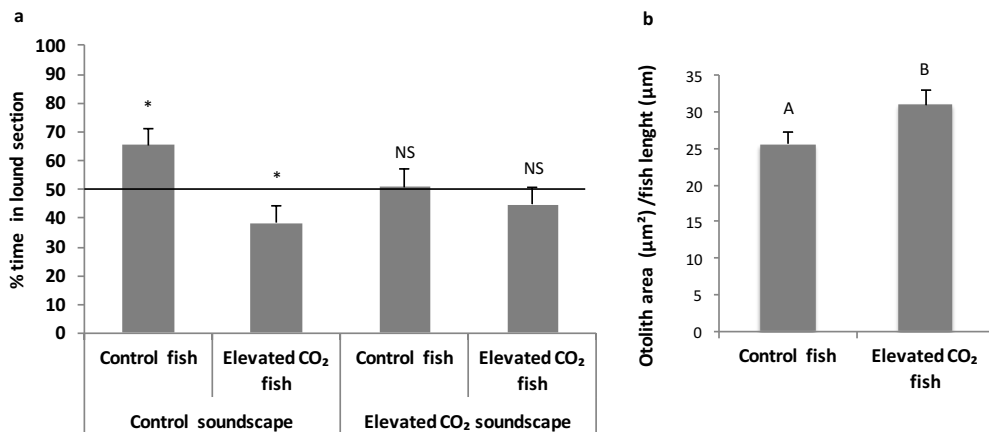 a
% time in lound section
100
90
80
70
60
50
40
30
20
10
0
*
*
NS
NS
Control fish
Elevated CO₂ fish
Control fish
Elevated CO₂ fish
Control soundscape
Elevated CO₂ soundscape
b
Otolith area (µm²) /fish lenght (µm)
35
30
25
20
15
10
5
0
A
B
Control fish
Elevated CO₂
fish